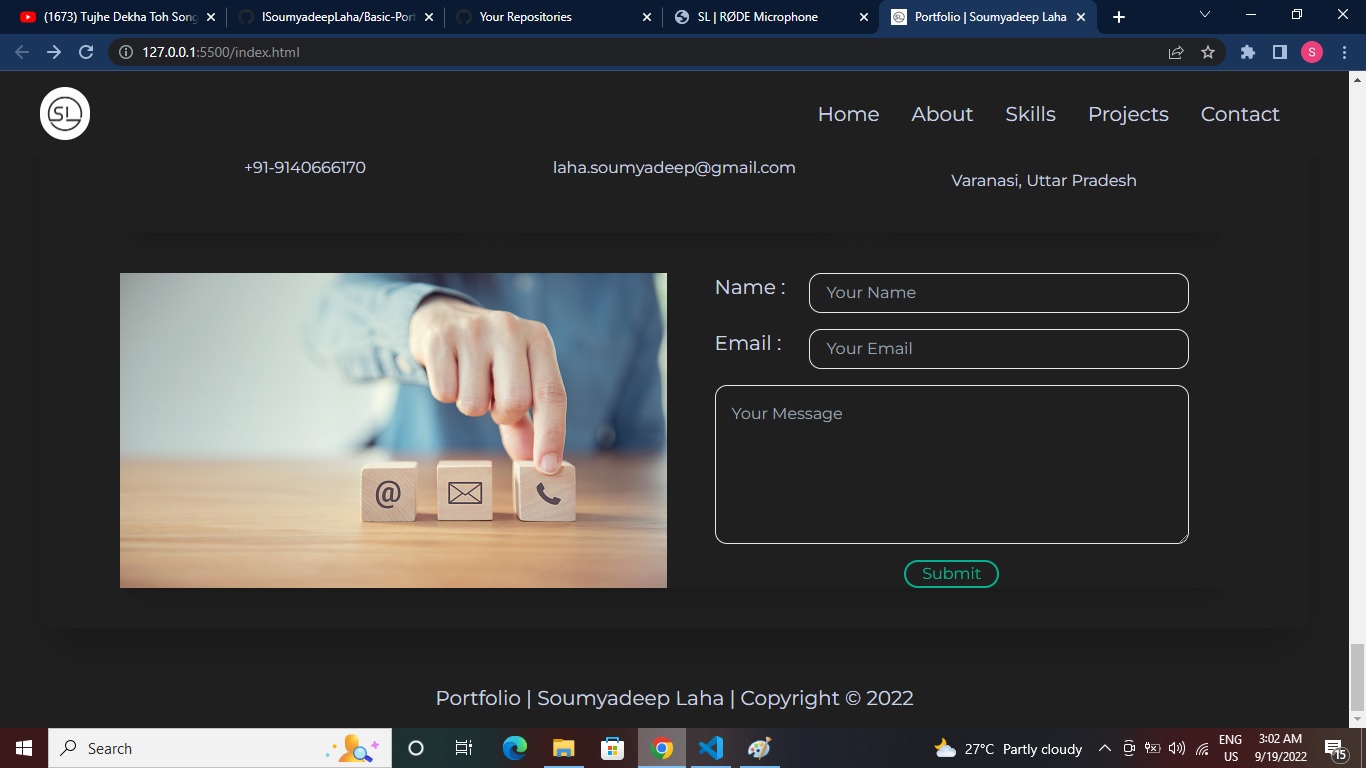 (1673) Tujhe Dekha Toh Song
ISoumyadeepLaha/Basic-Port
Your Repositories
SL | RØDE Microphone
Portfolio | Soumyadeep Laha
127.0.0.1:5500/index.html
S
SL
Home About Skills Projects Contact
+91-9140666170
laha.soumyadeep@gmail.com
Varanasi, Uttar Pradesh
@
Name :
Your Name
Email :
Your Email
Your Message
Submit
Portfolio | Soumyadeep Laha | Copyright © 2022
Search
27°C Partly cloudy
ENG
US
3:02 AM
9/19/2022
15